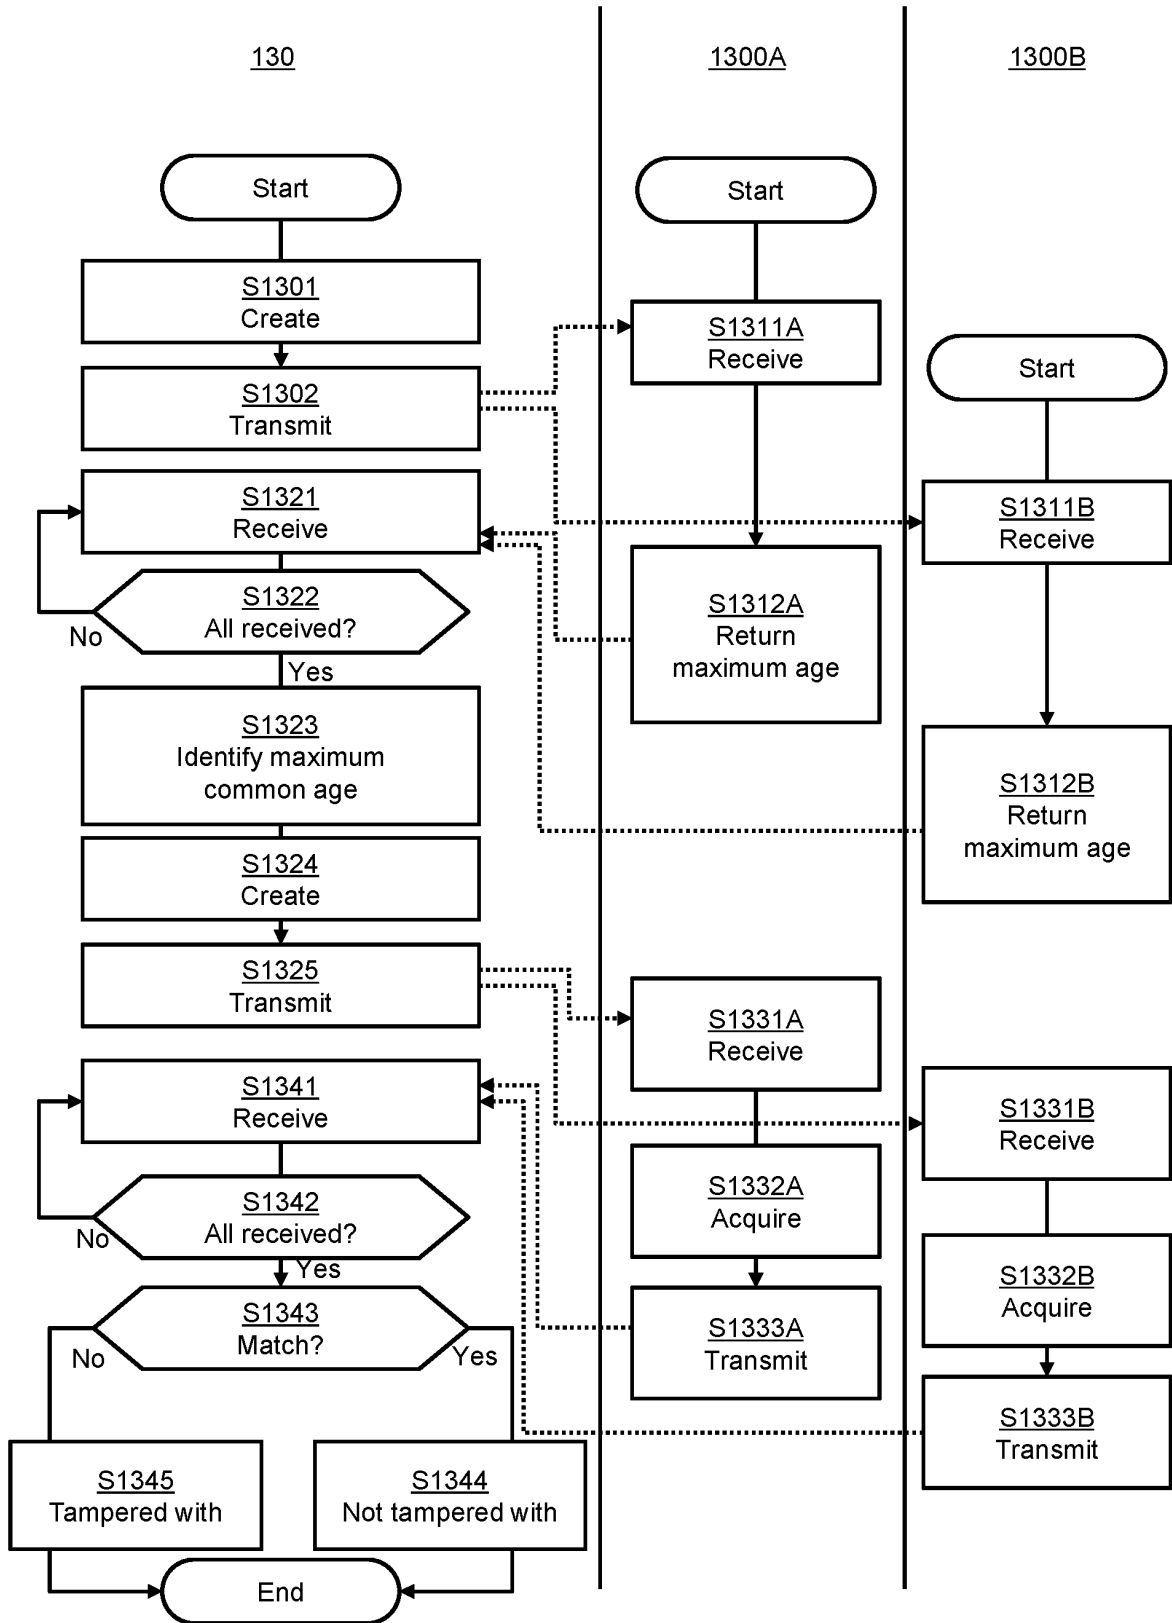 130
Start
S1301
Create
S1302
Transmit
S1321
Receive
S1322
All received?
No
Yes
S1323
Identify maximum
common age
S1324
Create
S1325
Transmit
S1341
Receive
S1342
All received?
No
Yes
S1343
Match?
No
Yes
S1345
Tampered with
S1344
Not tampered with
End
1300A
Start
S1311A
Receive
S1312A
Return
maximum age
S1331A
Receive
S1332A
Acquire
S1333A
Transmit
1300B
Start
S1311B
Receive
S1312B
Return
maximum age
S1331B
Receive
S1332B
Acquire
S1333B
Transmit